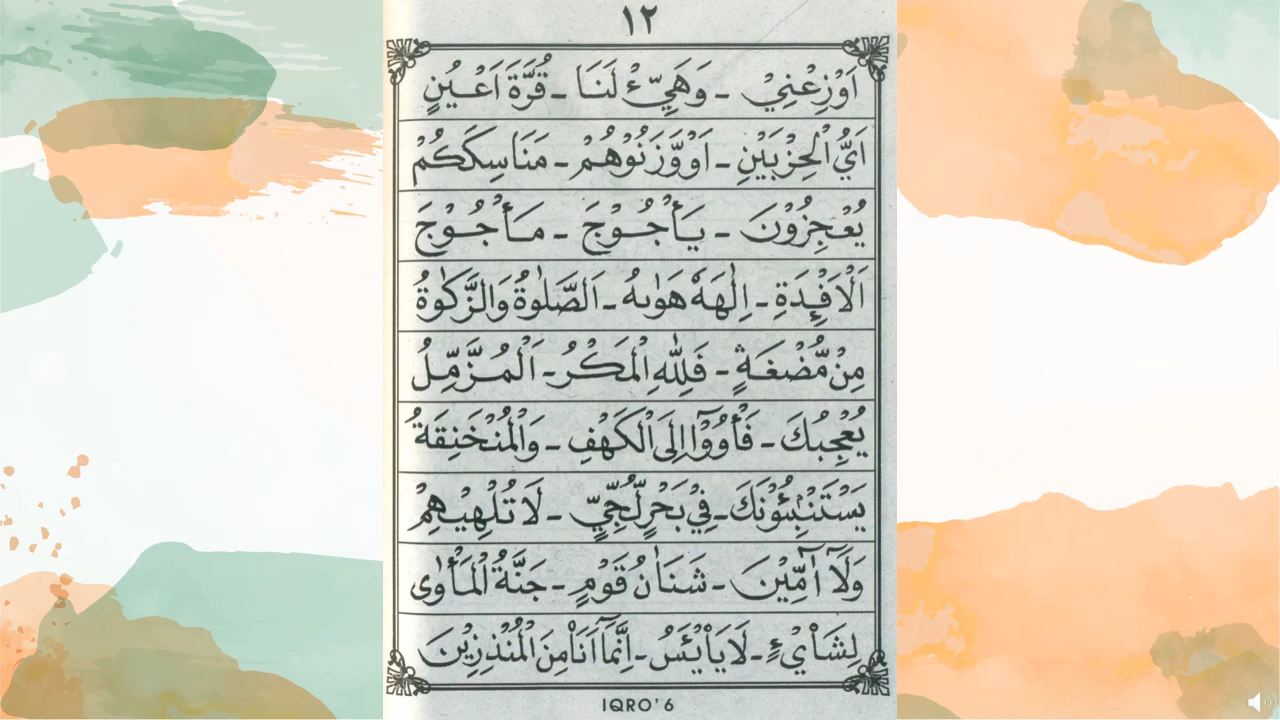 ١٢
اَوْزِعْنِيْ - وَهَيِّءْ لَنَا - قُرَّةَ اَعْيُنٍ
اَيُّ الْحِزْبَيْنِ - اَوْوَّزَنُوْهُمْ - مَنَاسِكَكُمْ
يُعْجِزُوْنَ - يَأْجُوْجَ - مَأْجُوْجَ
اَلْاَفْـِٕدَةِ - اِلٰهَهٗ هَوٰىهُ - اَلصَّلٰوةُ وَالزَّكٰوةُ
مِنْ مُّضْغَةٍ - فَلِلّٰهِ الْمَكْرُ - اَلْمُزَّمِّلُ
يُعْجِبُكَ - فَأْوُوْٓا اِلَى الْكَهْفِ - وَالْمُنْخَنِقَةُ
يَسْتَنْۢبِـُٔوْنَكَ - فِيْ بَحْرٍ لُّجِّيٍّ - لَا تُلْهِيْهِمْ
وَلَآ اٰۤمِّيْنَ - شَنَاٰنُ قَوْمٍ - جَنَّةُ الْمَأْوٰى
لِشَا۟يْءٍ - لَا يَا۟يْـَٔسُ - اِنَّمَآ اَنَا۠ مِنَ الْمُنْذِرِيْنَ
IQRO'6